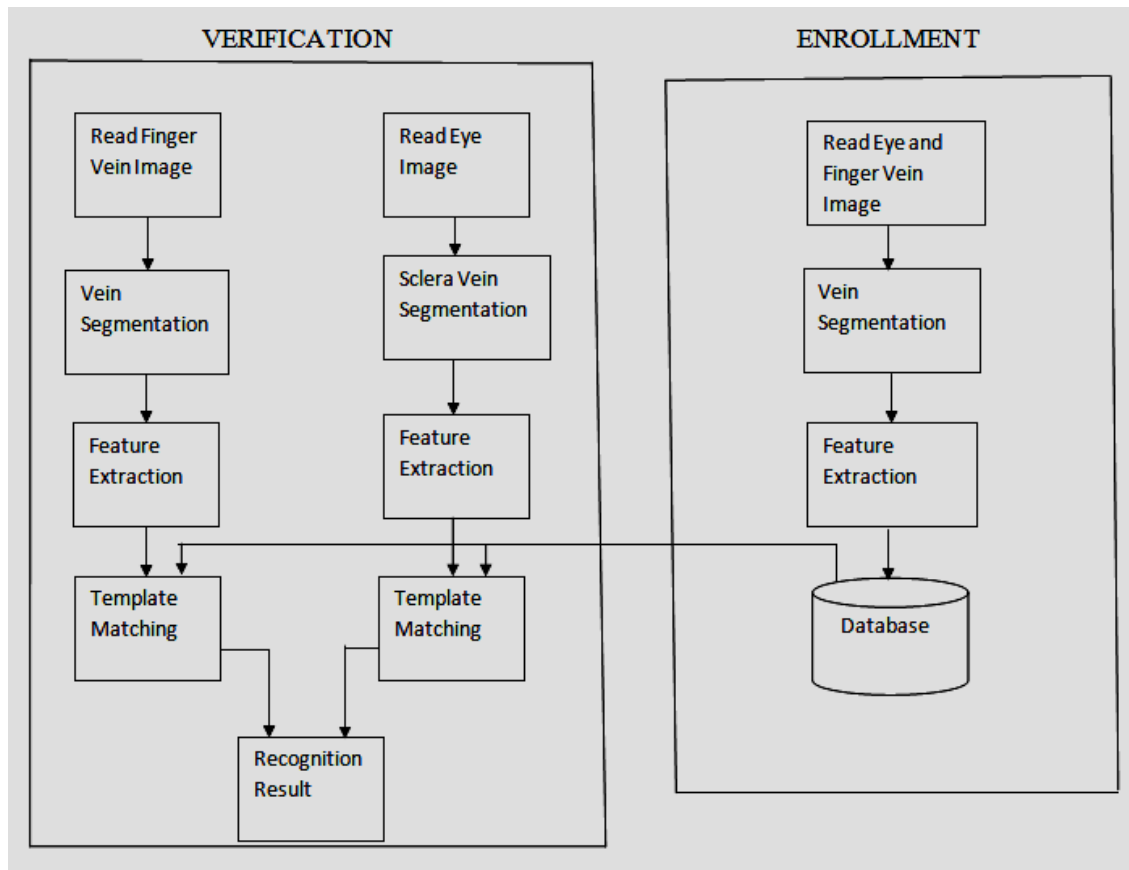 VERIFICATION
Read Finger
Vein Image
Read Eye
Image
Vein
Segmentation
Sclera Vein
Segmentation
Feature
Extraction
Feature
Extraction
Template
Matching
Template
Matching
Recognition
Result
ENROLLMENT
Read Eye and
Finger Vein
Image
Vein
Segmentation
Feature
Extraction
Database